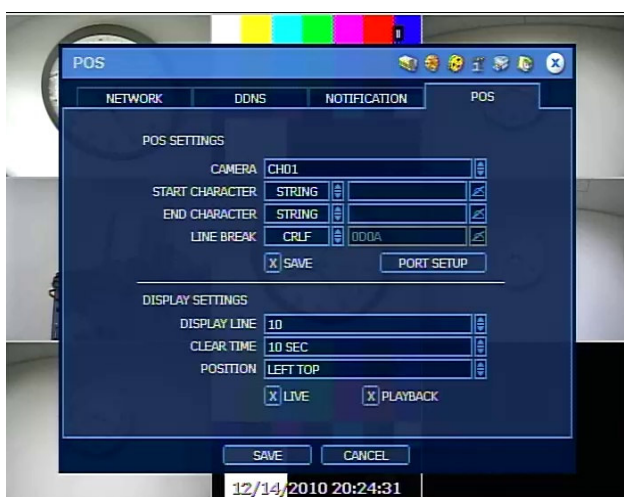 POS
NETWORK DDNS NOTIFICATION POS
POS SETTINGS
CAMERA CH01
START CHARACTER STRING
END CHARACTER STRING
LINE BREAK CRLF 0D0A
X SAVE PORT SETUP
DISPLAY SETTINGS
DISPLAY LINE 10
CLEAR TIME 10 SEC
POSITION LEFT TOP
X LIVE X PLAYBACK
SAVE CANCEL
12/14/2010 20:24:31